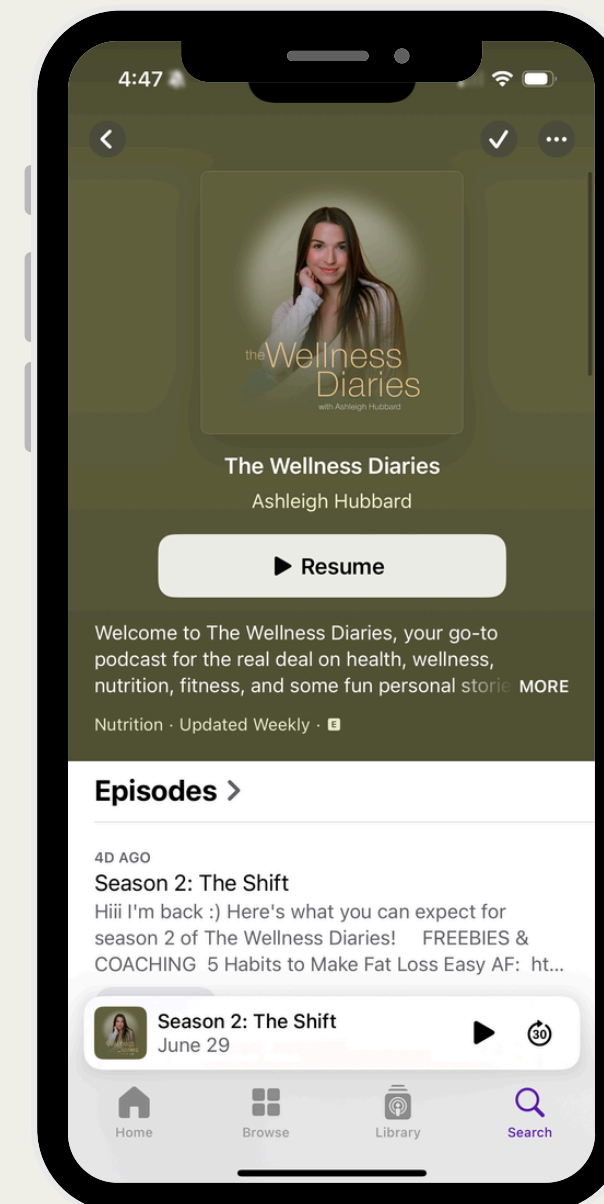 4:47
the Wellness
Diaries
with Ashleigh Hubbard
The Wellness Diaries
Ashleigh Hubbard
Resume
Welcome to The Wellness Diaries, your go-to
podcast for the real deal on health, wellness,
nutrition, fitness, and some fun personal storie MORE
Nutrition · Updated Weekly · E
Episodes
4D AGO
Season 2: The Shift
Hiii I'm back :) Here's what you can expect for
season 2 of The Wellness Diaries! FREEBIES &
COACHING 5 Habits to Make Fat Loss Easy AF: ht...
Season 2: The Shift
June 29
30
Home Browse Library Search